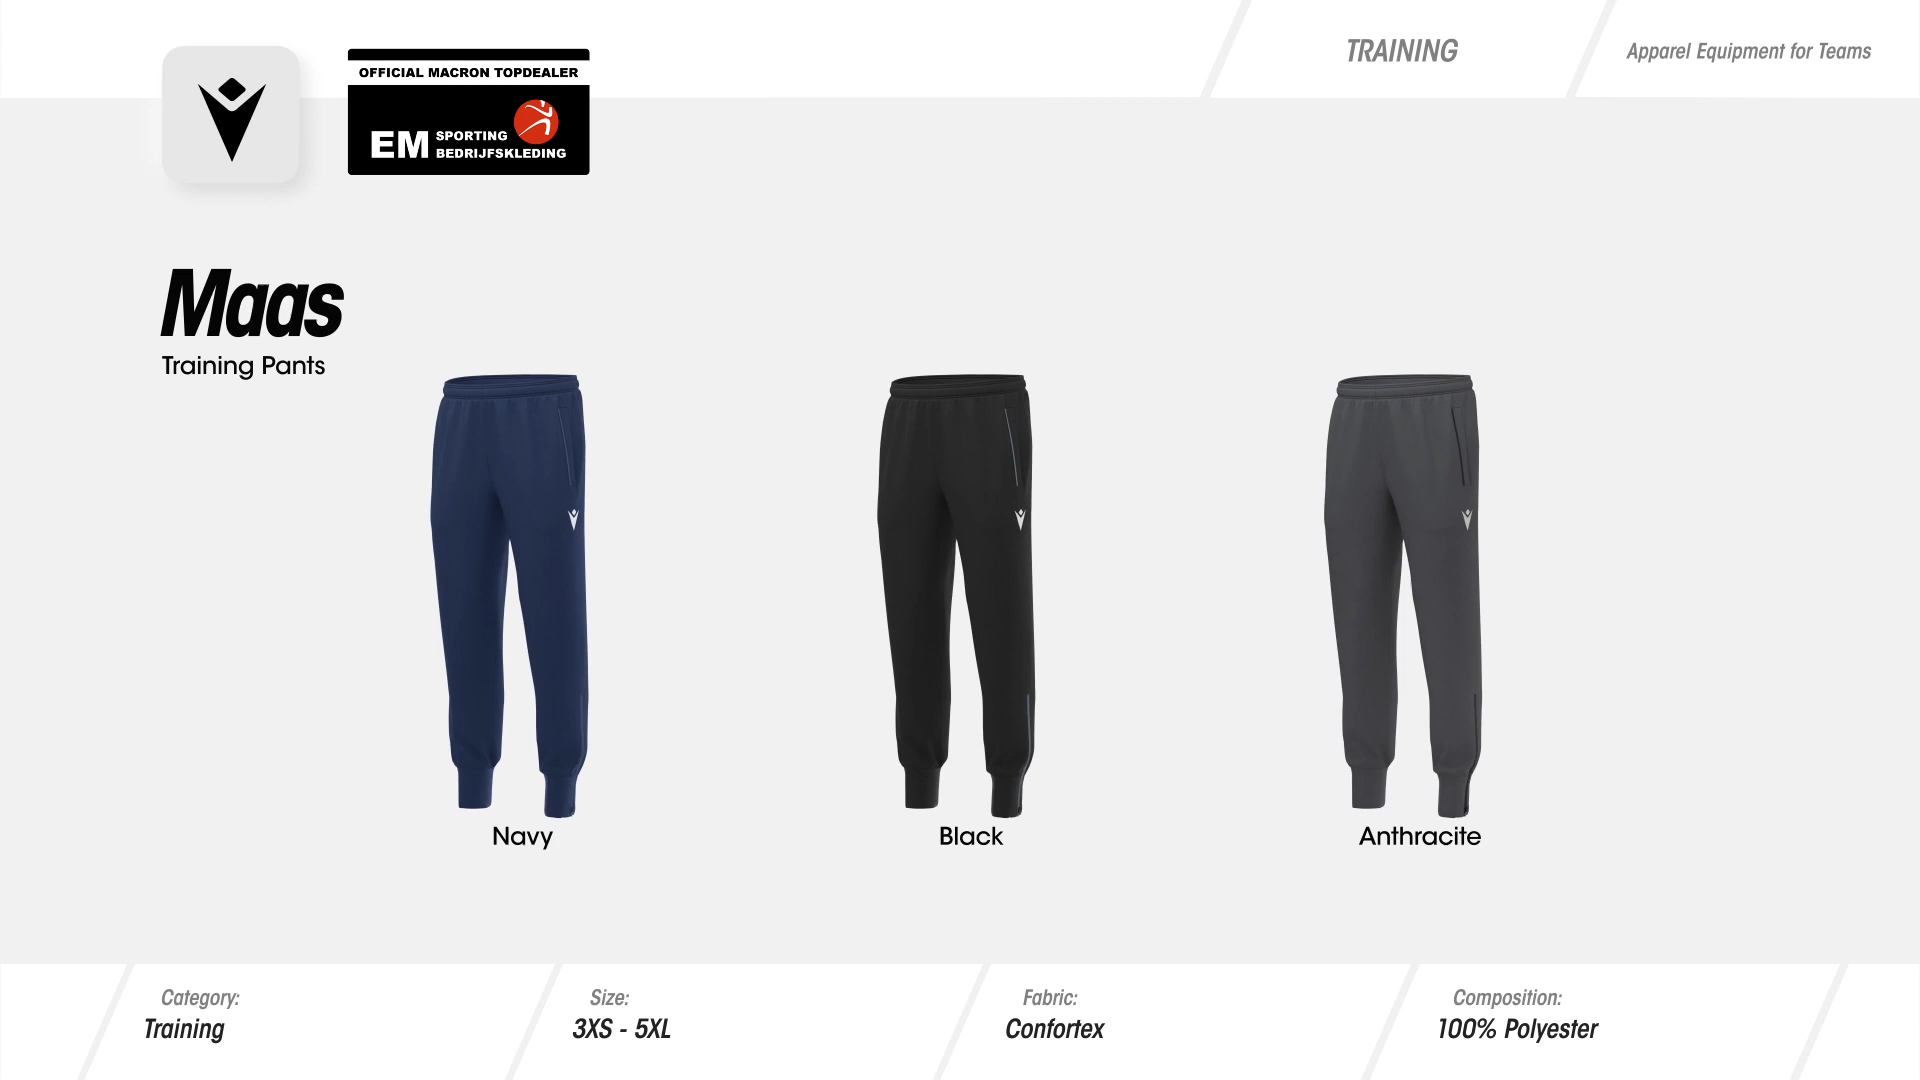 TRAINING
Apparel Equipment for Teams
OFFICIAL MACRON TOPDEALER
EM SPORTING
BEDRIJFSKLEDING
Maas
Training Pants
Navy
Black
Anthracite
Category:
Training
Size:
3XS - 5XL
Fabric:
Confortex
Composition:
100% Polyester